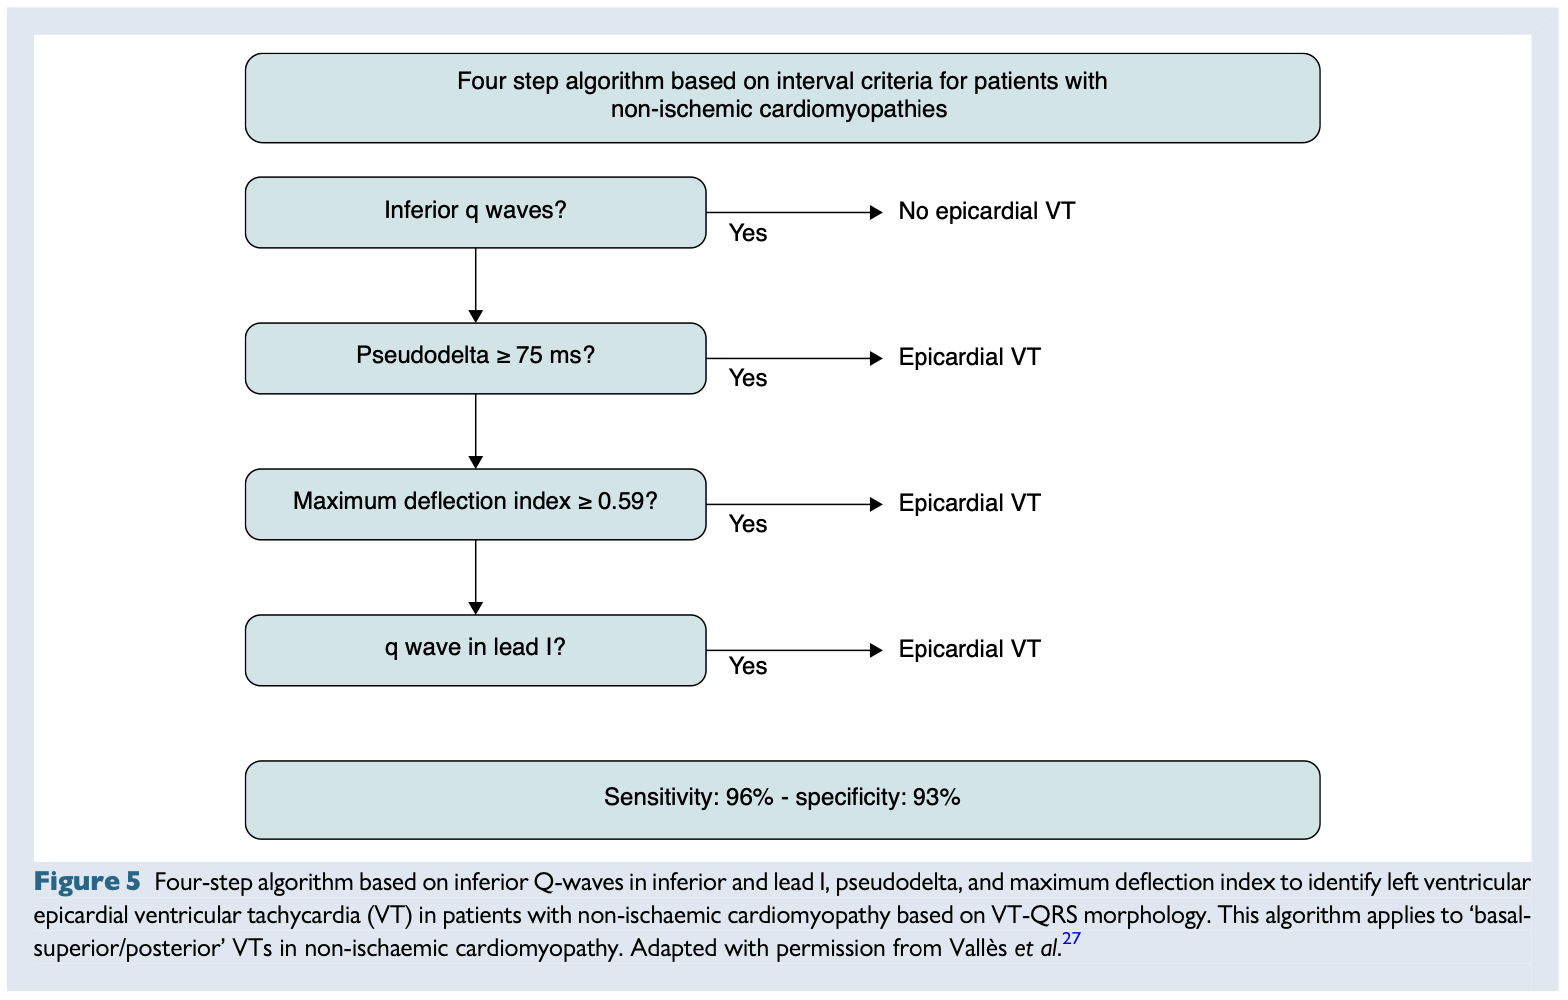 Four step algorithm based on interval criteria for patients with
non-ischemic cardiomyopathies
Inferior q waves?
Yes
No epicardial VT
Pseudodelta ≥ 75 ms?
Yes
Epicardial VT
Maximum deflection index ≥ 0.59?
Yes
Epicardial VT
q wave in lead I?
Yes
Epicardial VT
Sensitivity: 96% - specificity: 93%
Figure 5 Four-step algorithm based on inferior Q-waves in inferior and lead I, pseudodelta, and maximum deflection index to identify left ventricular
epicardial ventricular tachycardia (VT) in patients with non-ischaemic cardiomyopathy based on VT-QRS morphology. This algorithm applies to ‘basal-
superior/posterior’ VTs in non-ischaemic cardiomyopathy. Adapted with permission from Vallès et al.27